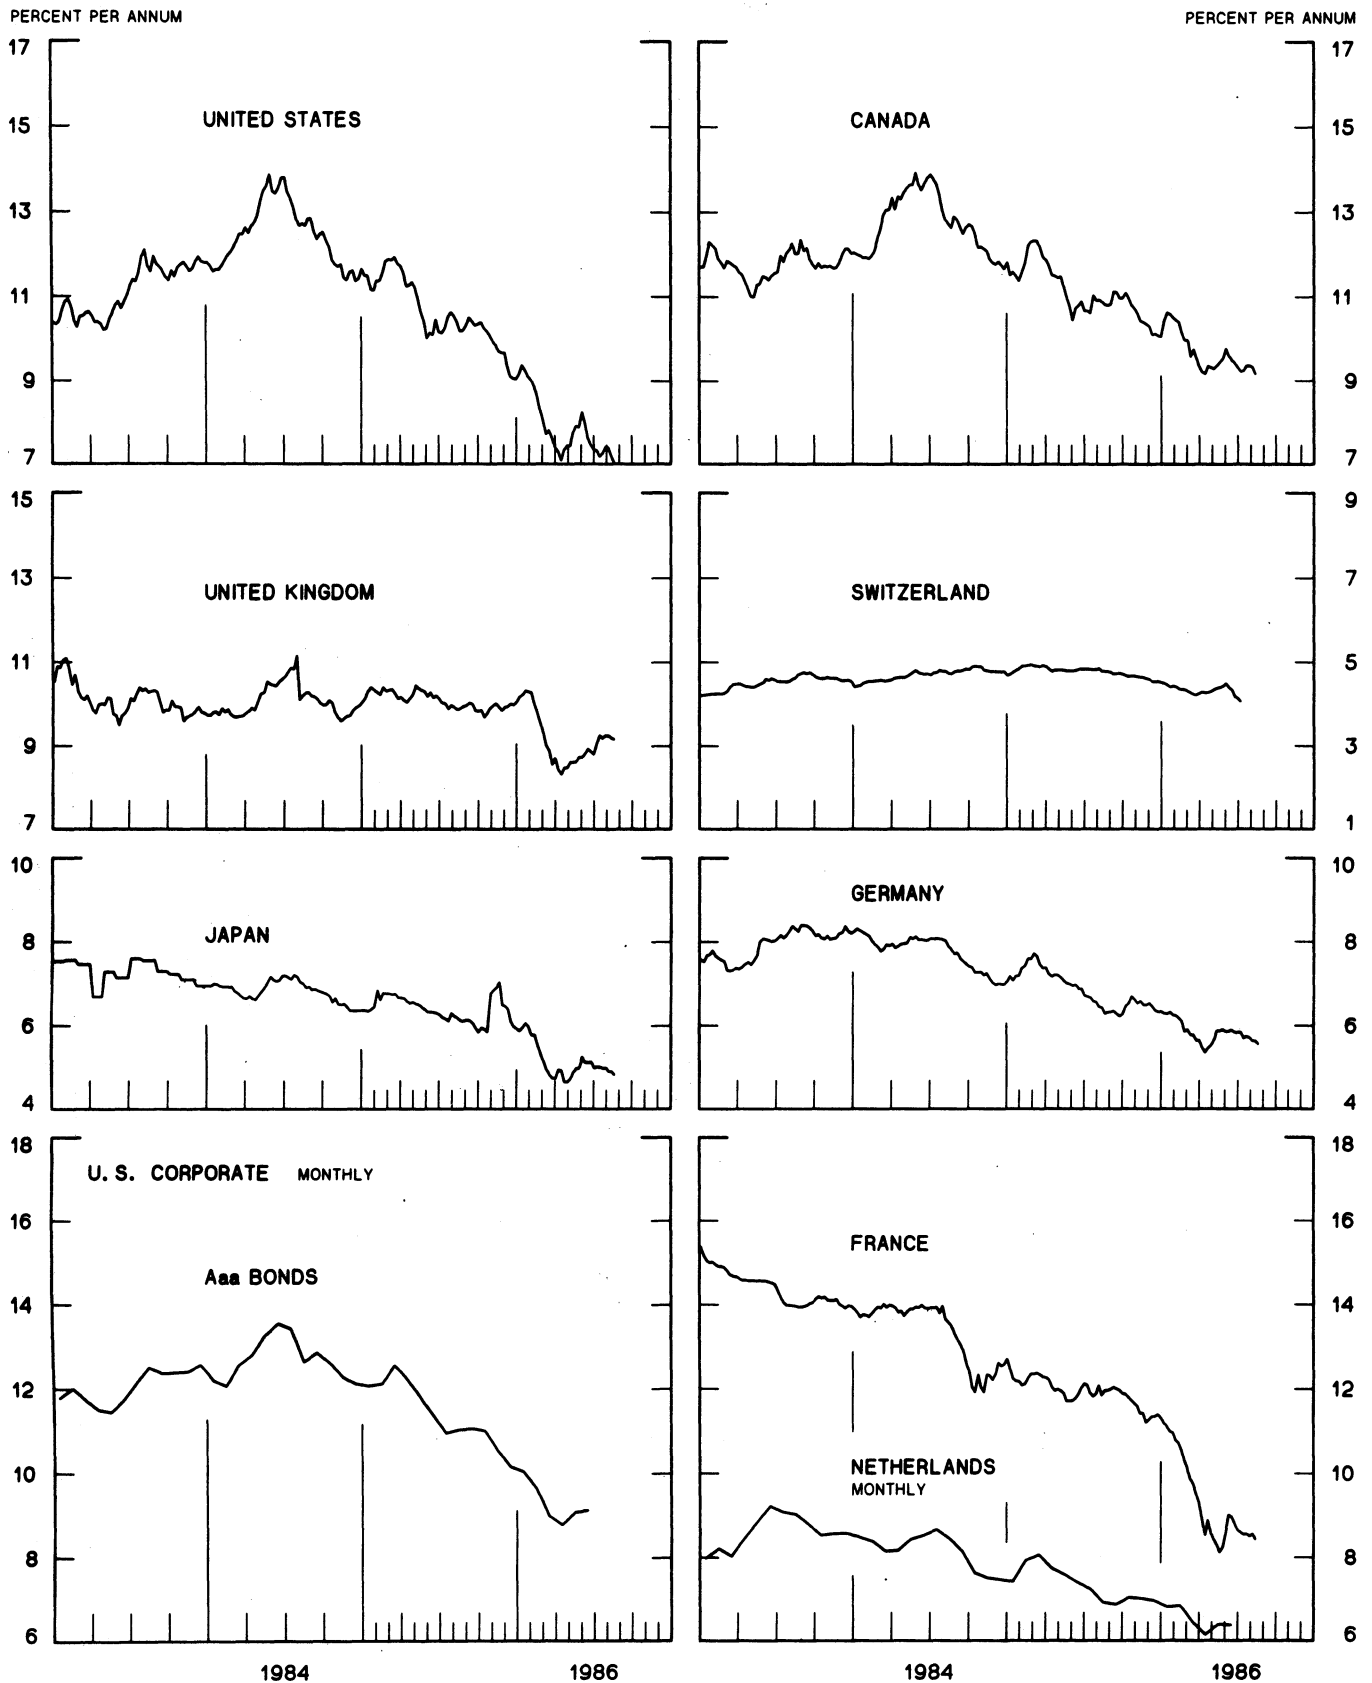 PERCENT PER ANNUM PERCENT PER ANNUM
17 17
UNITED STATES CANADA
15 15
13 13
11 11
9 9
7 7
15 9
13 7
UNITED KINGDOM SWITZERLAND
11 5
9 3
7 1
10 10
GERMANY
JAPAN
8 8
6 6
4 4
18 18
U.S. CORPORATE MONTHLY
16 16
FRANCE
Aaa BONDS
14 14
12 12
NETHERLANDS
10 10
MONTHLY
8 8
6 6
1984 1986 1984 1986